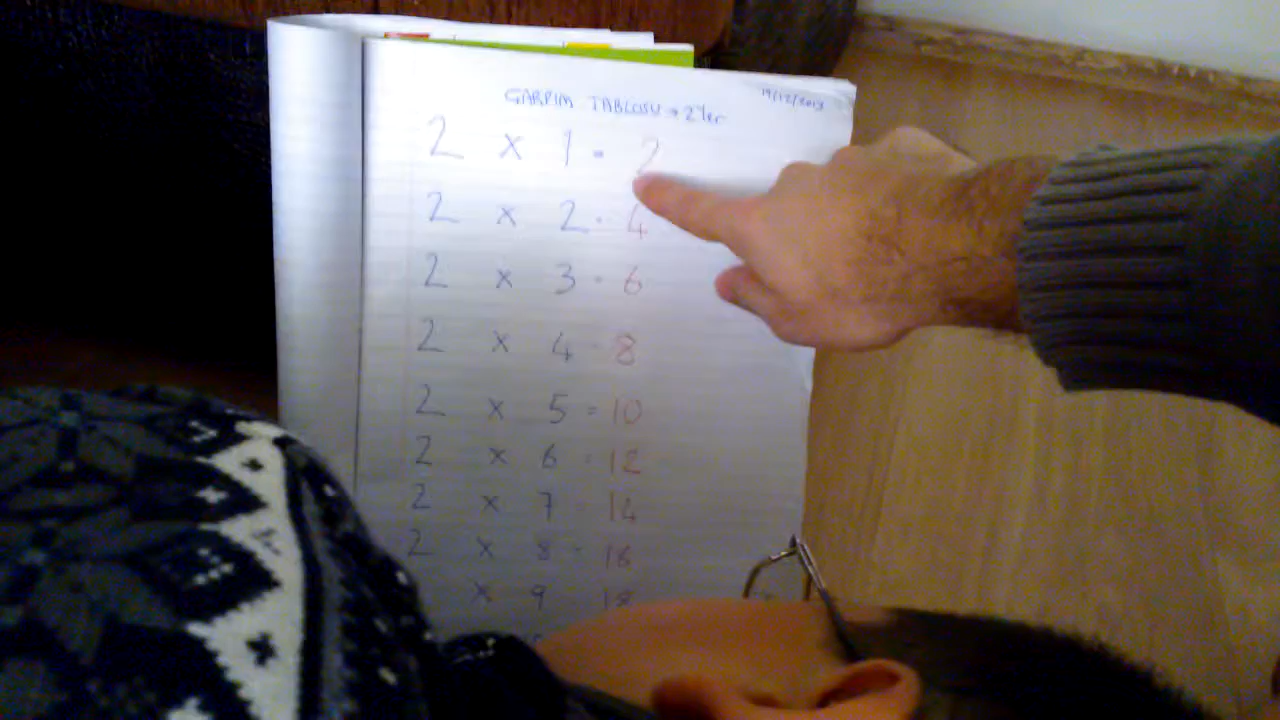 ÇARPIM TABLOSU → 2'ler
19/12/2013
2 x 1 = 2
2 x 2 = 4
2 x 3 = 6
2 x 4 = 8
2 x 5 = 10
2 x 6 = 12
2 x 7 = 14
2 x 8 = 16
x 9 18